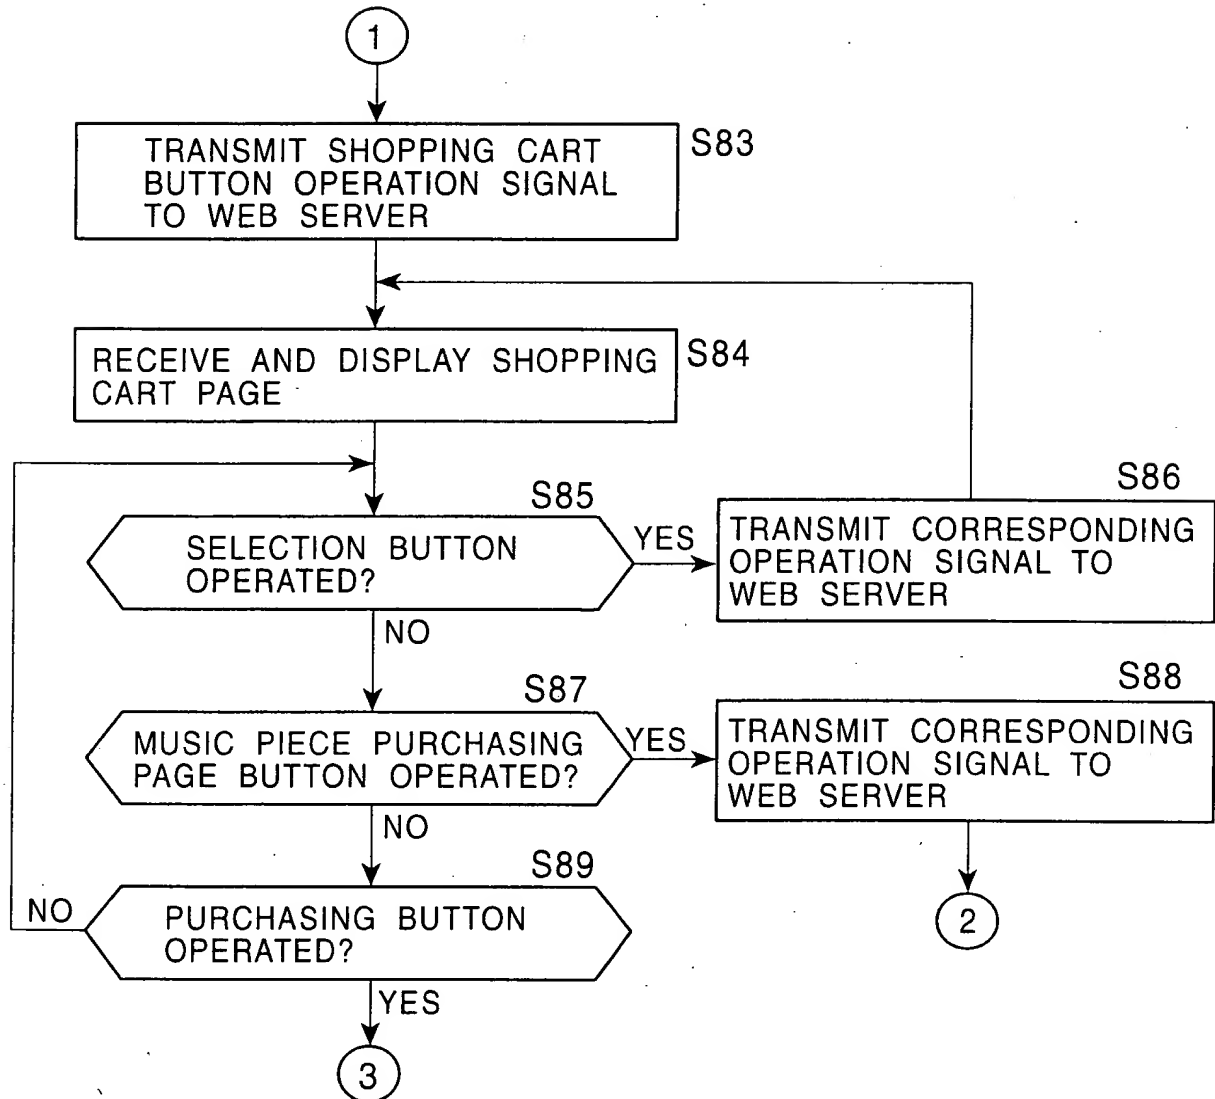 1
TRANSMIT SHOPPING CART
BUTTON OPERATION SIGNAL
TO WEB SERVER
S83
RECEIVE AND DISPLAY SHOPPING
CART PAGE
S84
S85
SELECTION BUTTON
OPERATED?
YES
NO
S86
TRANSMIT CORRESPONDING
OPERATION SIGNAL TO
WEB SERVER
S87
MUSIC PIECE PURCHASING
PAGE BUTTON OPERATED?
YES
NO
S88
TRANSMIT CORRESPONDING
OPERATION SIGNAL TO
WEB SERVER
2
S89
PURCHASING BUTTON
OPERATED?
NO
YES
3